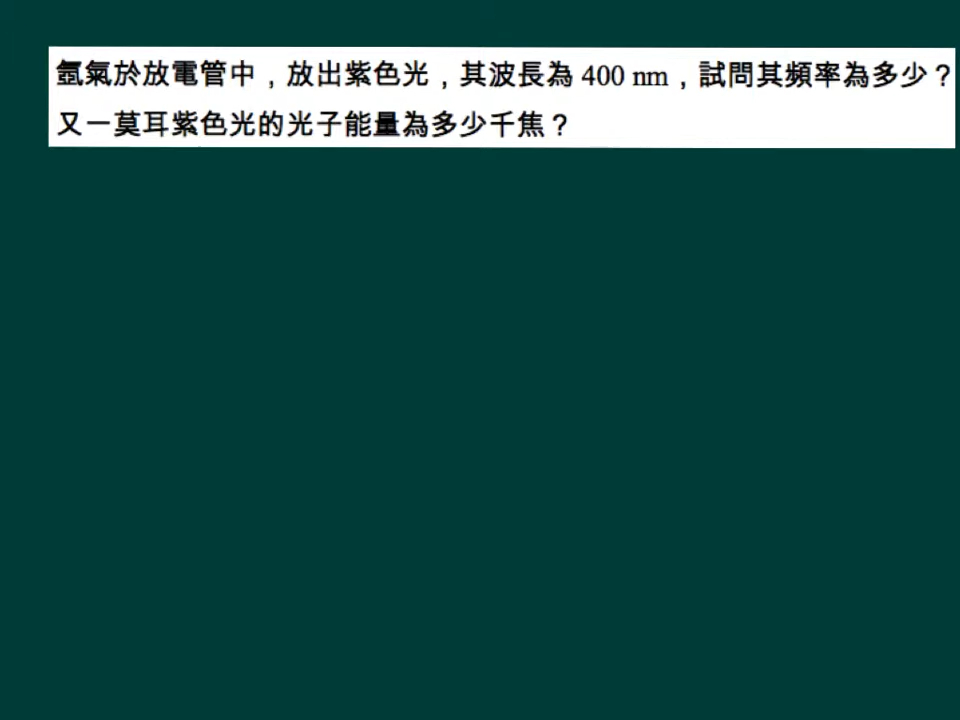 氬氣於放電管中，放出紫色光，其波長為 400 nm，試問其頻率為多少？
又一莫耳紫色光的光子能量為多少千焦？